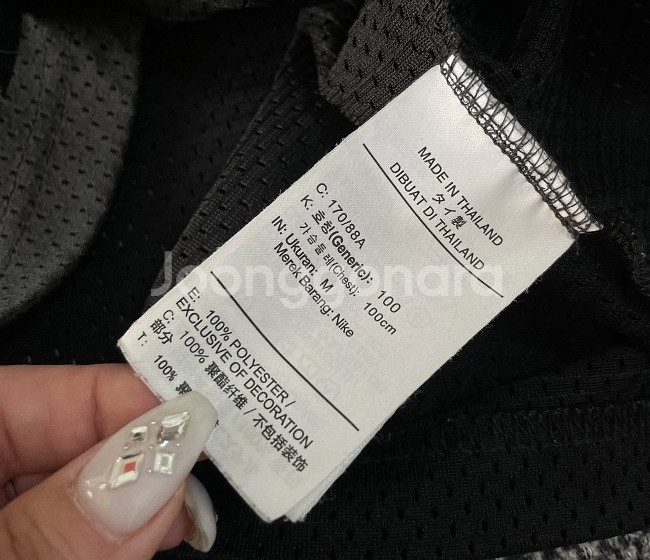 MADE IN THAILAND
タイ製
DIBUAT DI THAILAND
C: 170/88A
K: 호칭(Generic): 100
가슴둘레(Chest): 100cm
IN: Ukuran: M
Merek Barang: Nike
E: 100% POLYESTER/
EXCLUSIVE OF DECORATION
C: 100% 聚酯纤维 / 不包括装饰
部分
T: 100% 聚
Joonggonara